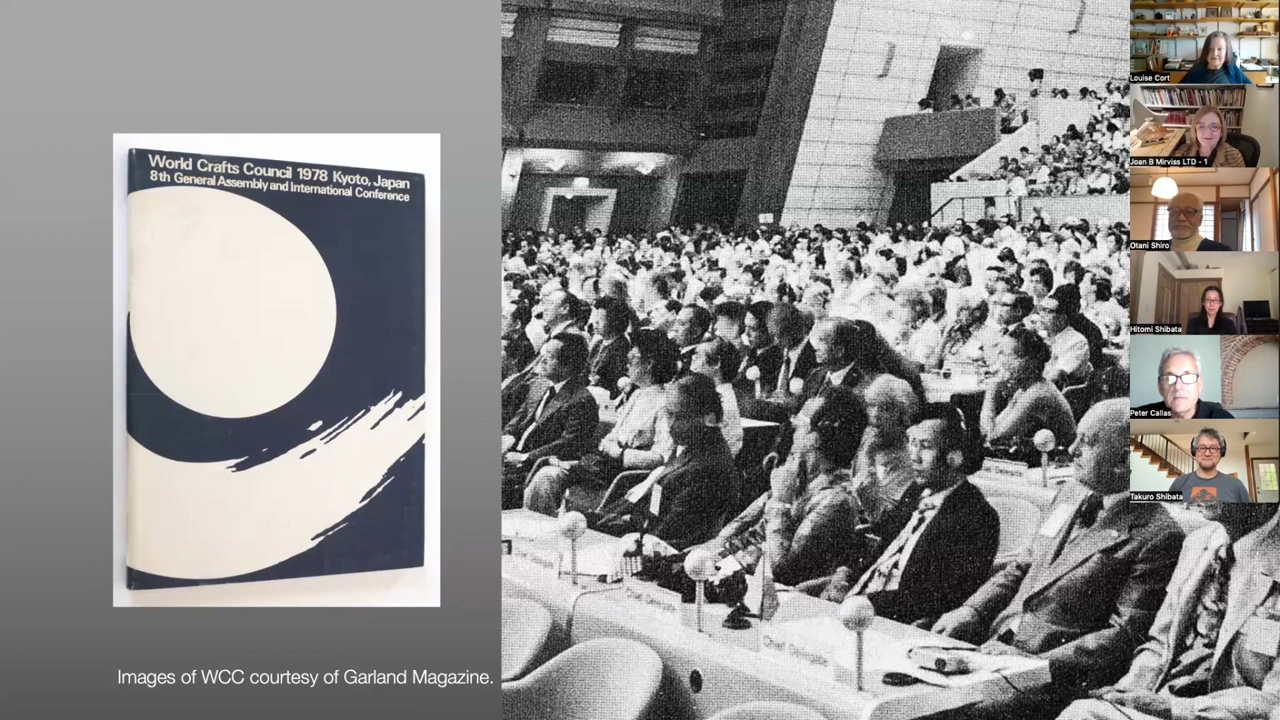 World Crafts Council 1978 Kyoto, Japan
8th General Assembly and International Conference
Images of WCC courtesy of Garland Magazine.
Louise Cort
Joan B Mirviss LTD - 1
Otani Shiro
Hitomi Shibata
Peter Callas
Takuro Shibata